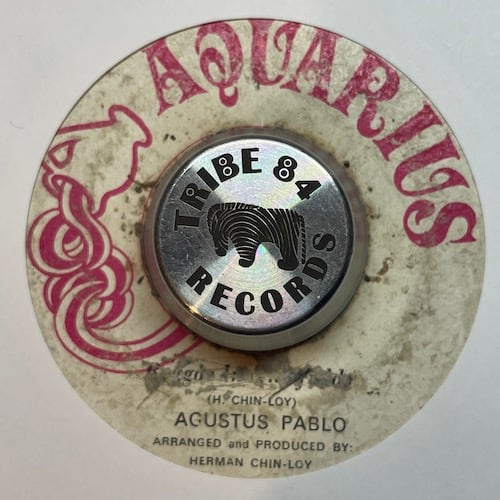 AQUARIUS
TRIBE 84
RECORDS
(H. CHIN-LOY)
AGUSTUS PABLO
ARRANGED and PRODUCED BY:
HERMAN CHIN-LOY